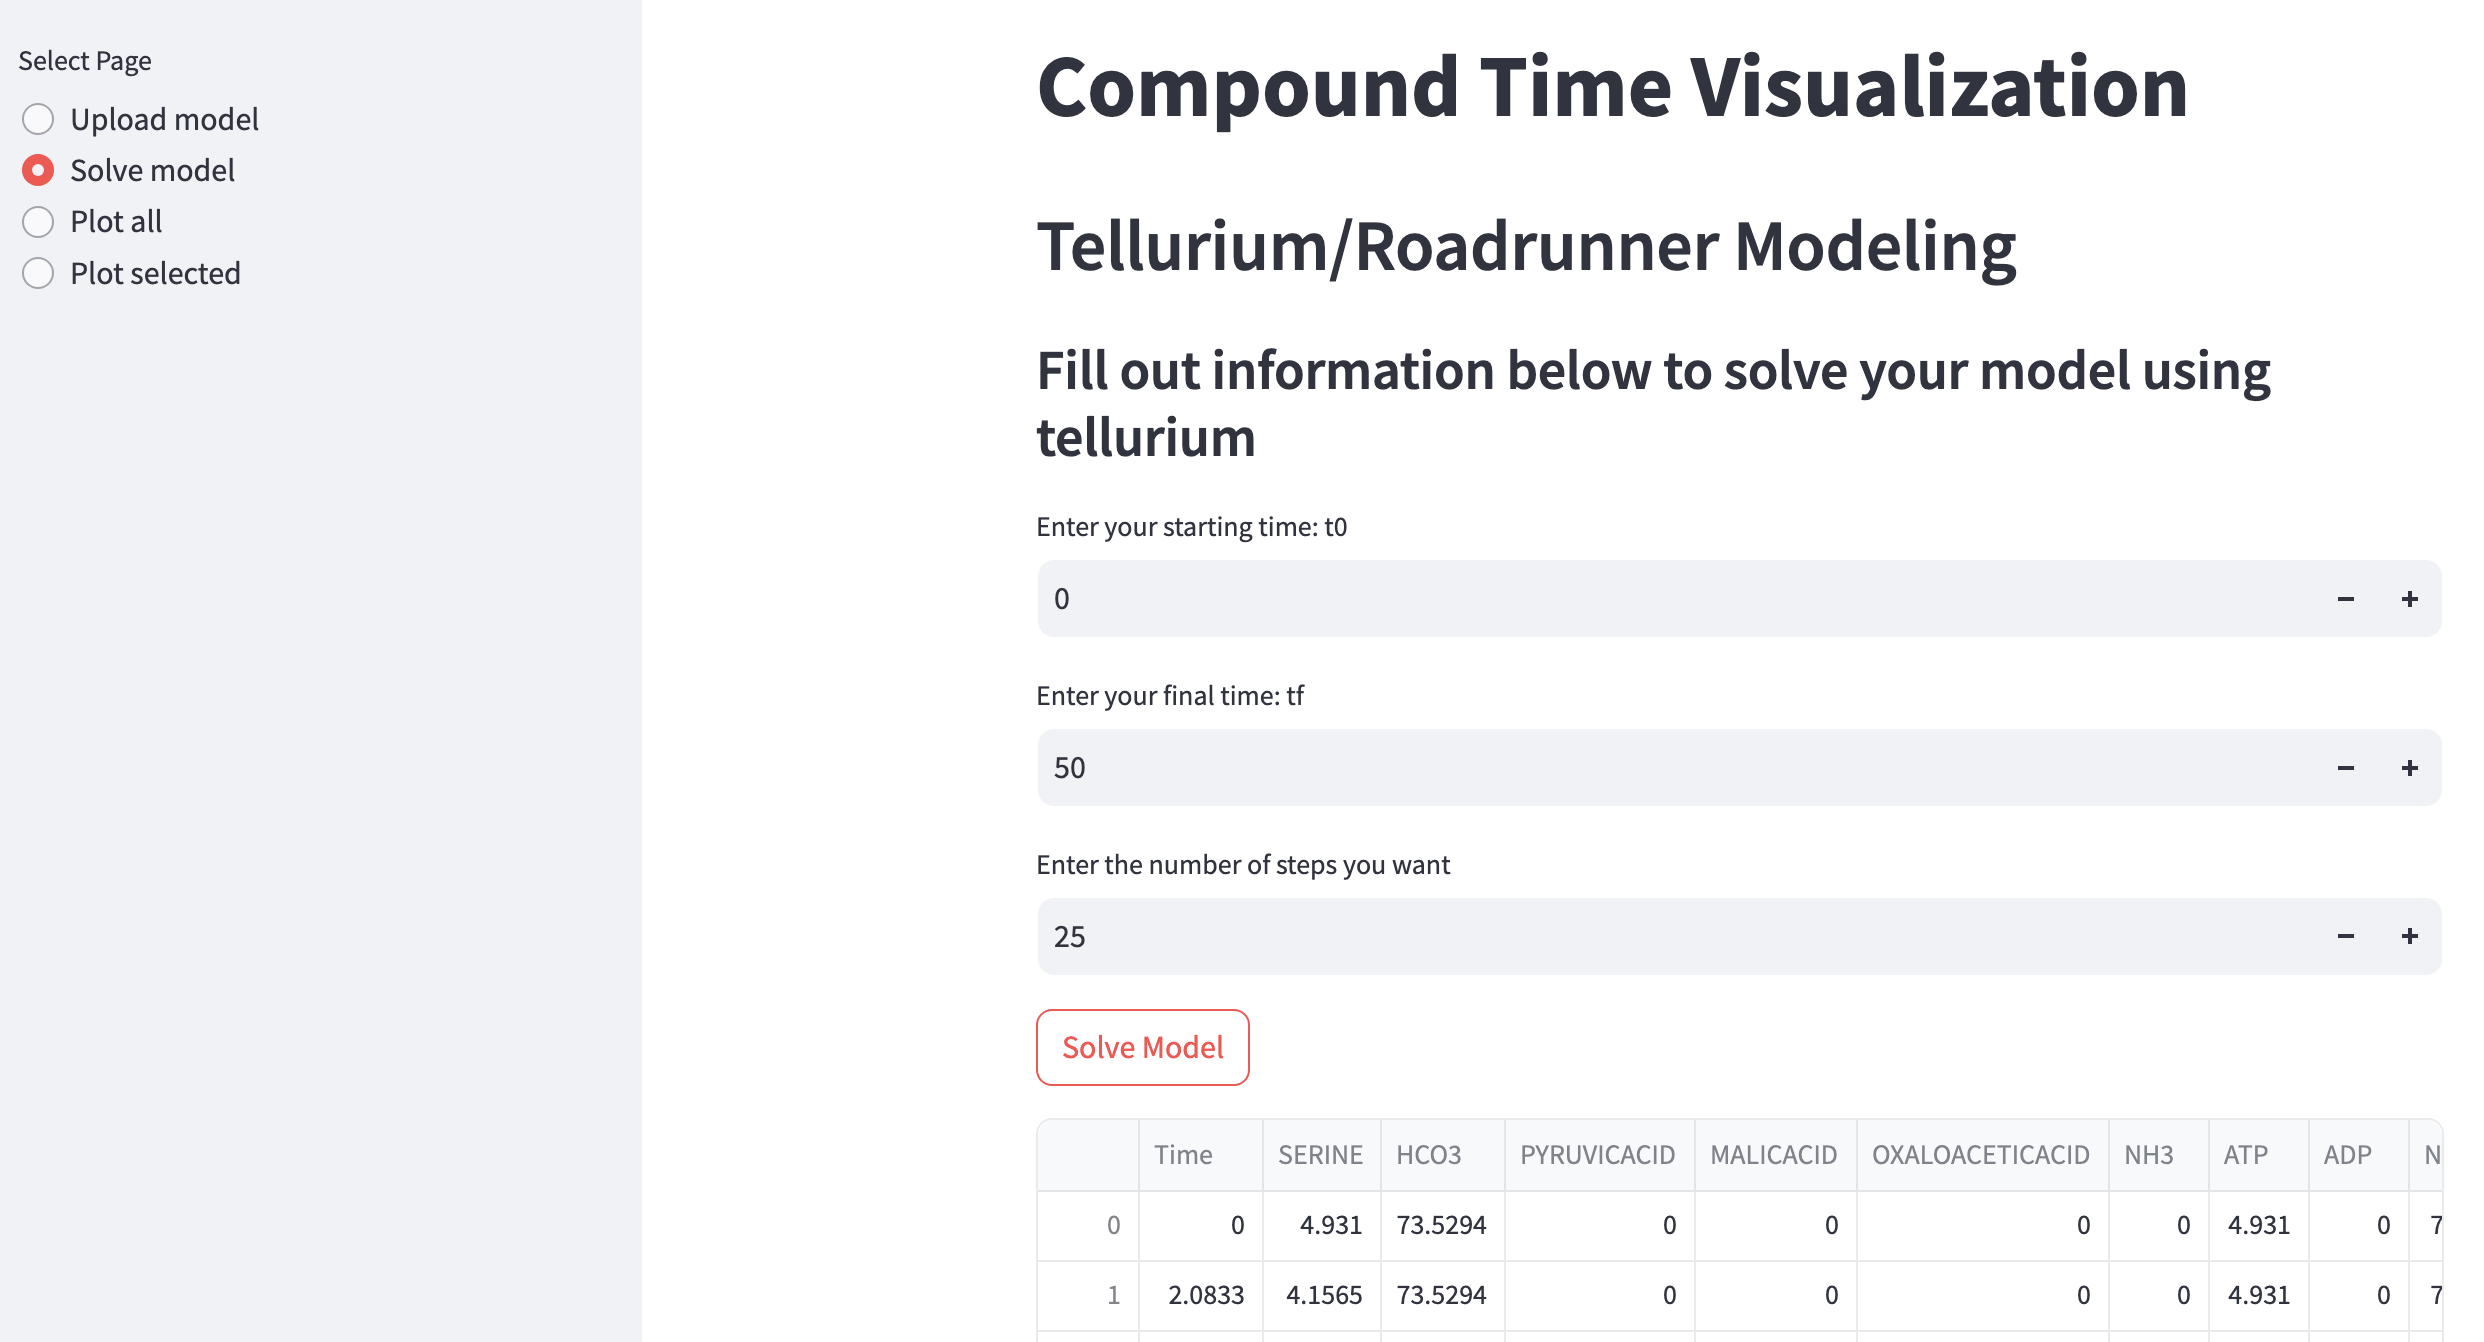 Select Page
Upload model
Solve model
Plot all
Plot selected
Compound Time Visualization
Tellurium/Roadrunner Modeling
Fill out information below to solve your model using
tellurium
Enter your starting time: t0
0 − +
Enter your final time: tf
50 − +
Enter the number of steps you want
25 − +
Solve Model
Time SERINE HCO3 PYRUVICACID MALICACID OXALOACETICACID NH3 ATP ADP N
0 0 4.931 73.5294 0 0 0 0 4.931 0 7
1 2.0833 4.1565 73.5294 0 0 0 0 4.931 0 7